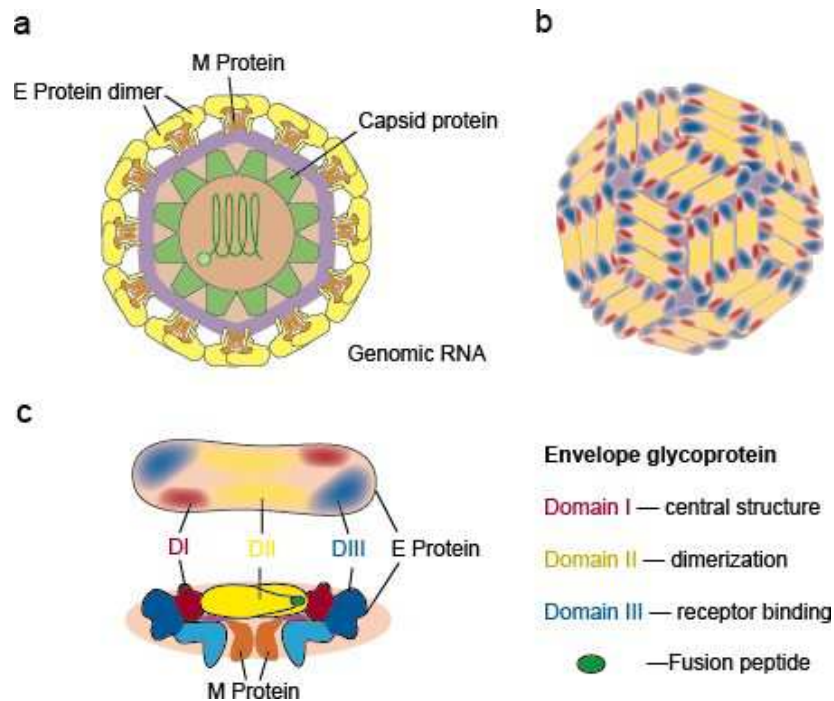 a
b
M Protein
E Protein dimer
Capsid protein
Genomic RNA
c
Envelope glycoprotein
Domain I — central structure
DI
DII
DIII
E Protein
Domain II — dimerization
Domain III — receptor binding
—Fusion peptide
M Protein